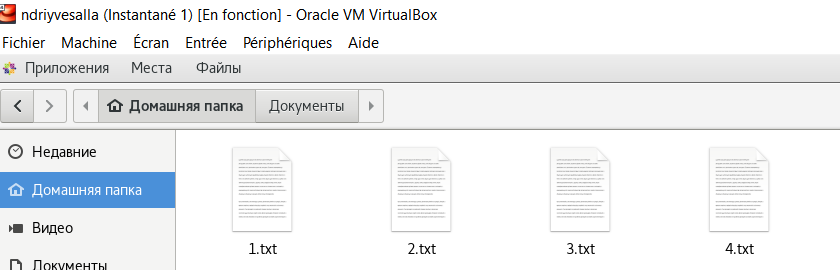 ndriyvesalla (Instantané 1) [En fonction] - Oracle VM VirtualBox
Fichier Machine Écran Entrée Périphériques Aide
Приложения Места Файлы
Домашняя папка Документы
Недавние
Домашняя папка
Видео
Документы
1.txt 2.txt 3.txt 4.txt